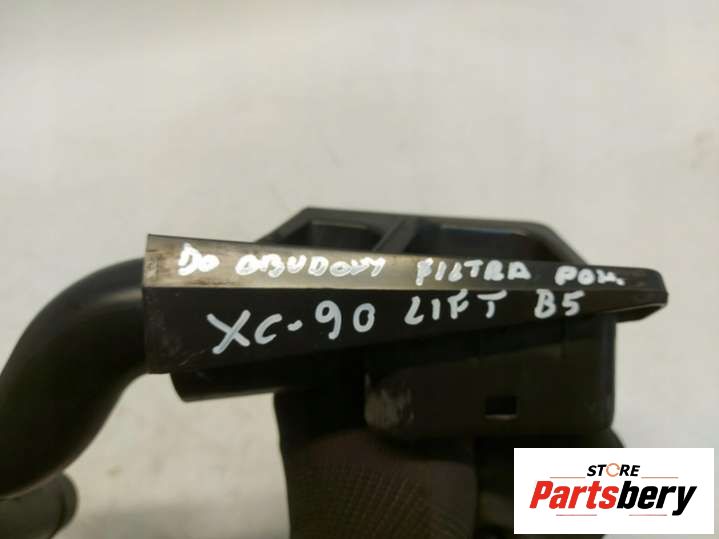 DO OBUDOWY FILTRA POW.
XC-90 LIFT B5
STORE
Partsbery